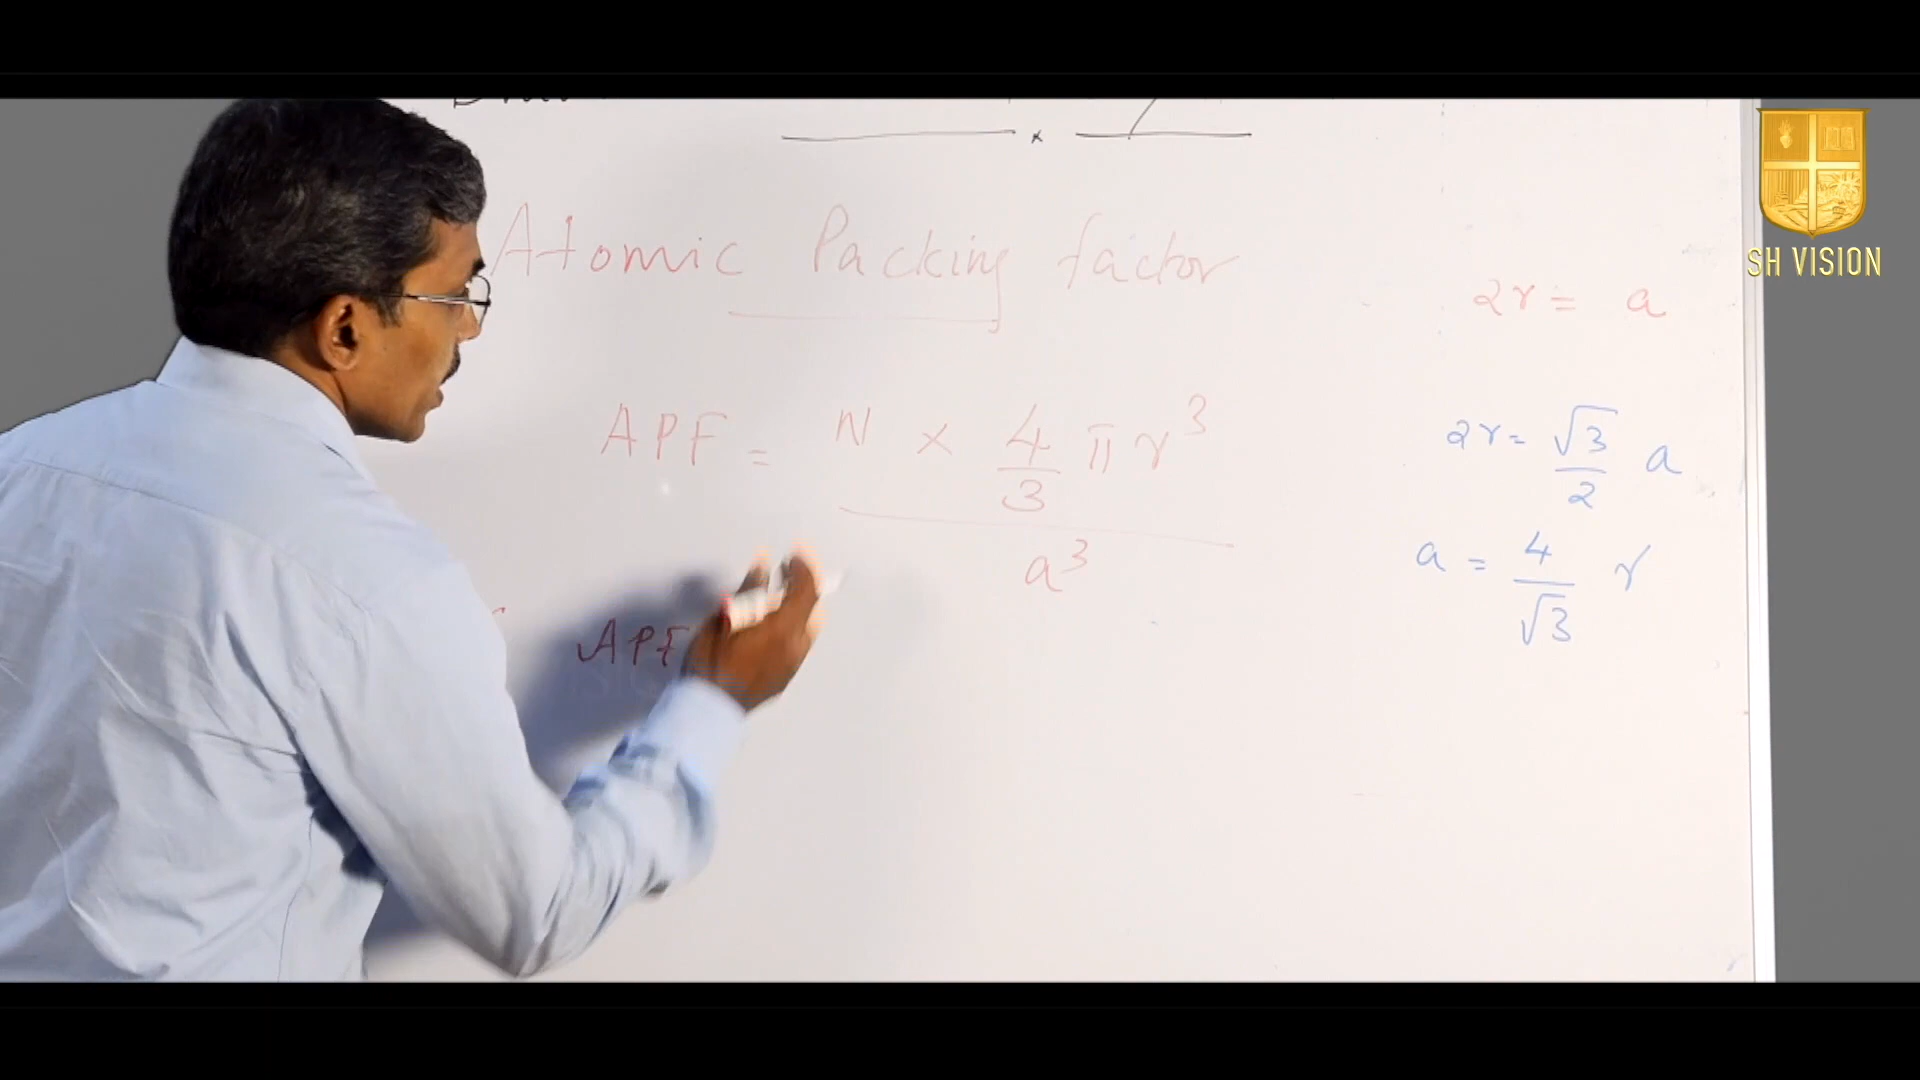 Atomic Packing factor
APF = N × 4/3 π r³
a³
APF
2r = a
2r = √3/2 a
a = 4/√3 r
SH VISION